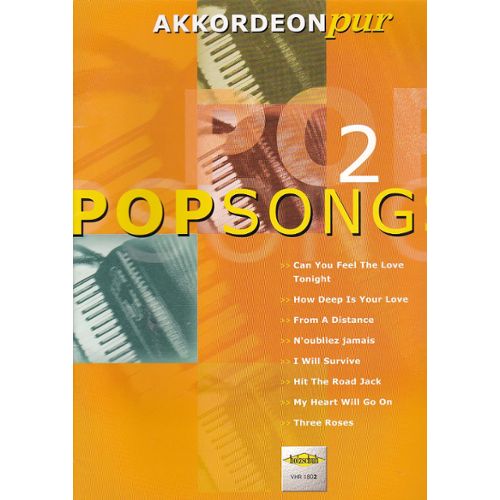 AKKORDEONpur
2
POPSONGS
>> Can You Feel The Love
Tonight
>> How Deep Is Your Love
>> From A Distance
>> N'oubliez jamais
>> I Will Survive
>> Hit The Road Jack
>> My Heart Will Go On
>> Three Roses
holzschuh
VHR 1802